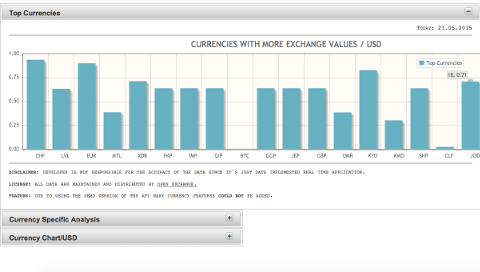 Top Currencies
TODAY: 21.05.2015
CURRENCIES WITH MORE EXCHANGE VALUES / USD
Top Currencies
18, 0.71
1.00
0.75
0.50
0.25
0.00
CHF LVL EUR MTL XDR FKP IMP GIP BTC GGP JEP GBP OMR KYD KWD SHP CLF JOD
DISCLAIMER: DEVELOPER IS NOT RESPONSIBLE FOR THE ACCURACY OF THE DATA SINCE IT`S JUST DATA IMPLEMENTED REAL TIME APPLICATION.
LICENSE: ALL DATA ARE MAINTAINED AND DISTRIBUTED BY OPEN EXCHANGE.
FEATURE: DUE TO USING THE DEMO VERSION OF THE API MANY CURRENCY FEATURES COULD NOT BE ADDED.
Currency Specific Analysis
Currency Chart/USD